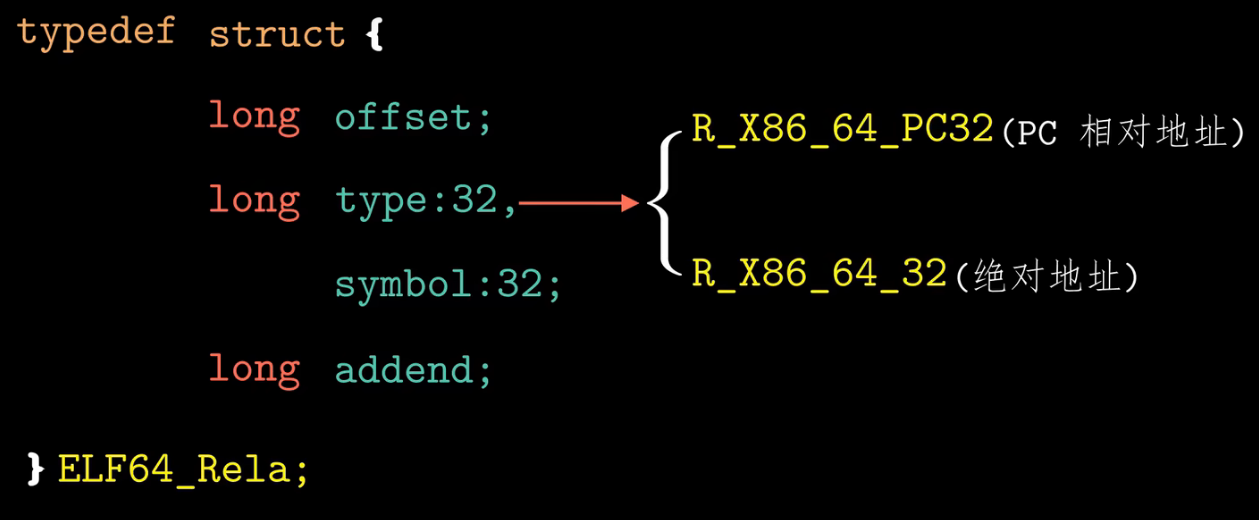 typedef struct {
long offset;
R_X86_64_PC32(PC 相对地址)
long type:32,
symbol:32;
R_X86_64_32(绝对地址)
long addend;
} ELF64_Rela;